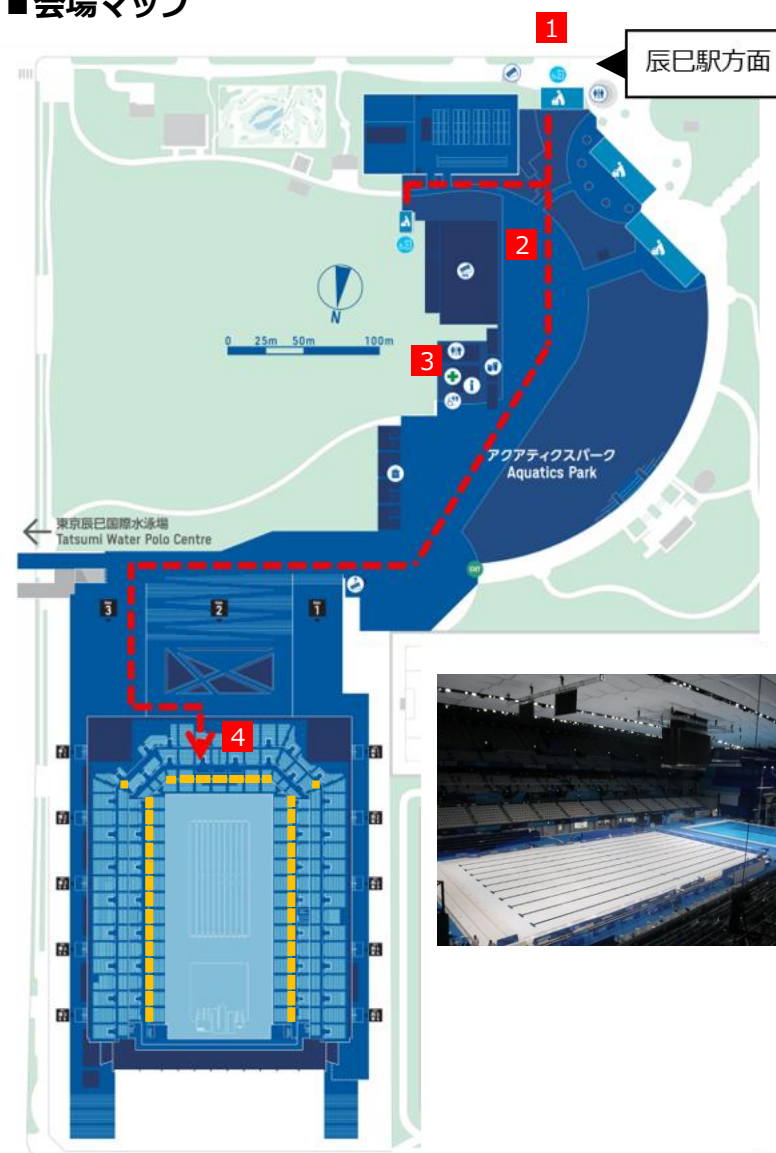 ■会場マップ
1
辰巳駅方面
2
N
0 25m 50m 100m
3
i
アクアティクスパーク
Aquatics Park
東京辰巳国際水泳場
Tatsumi Water Polo Centre
EXIT
3 2 1
4